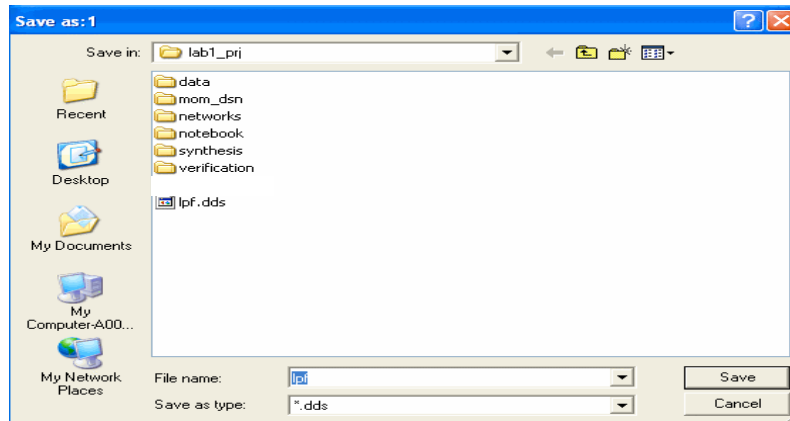 Save as:1
Save in:
lab1_prj
Recent
Desktop
My Documents
My
Computer-A00...
My Network
Places
data
mom_dsn
networks
notebook
synthesis
verification
lpf.dds
File name:
lpf
Save
Save as type:
*.dds
Cancel